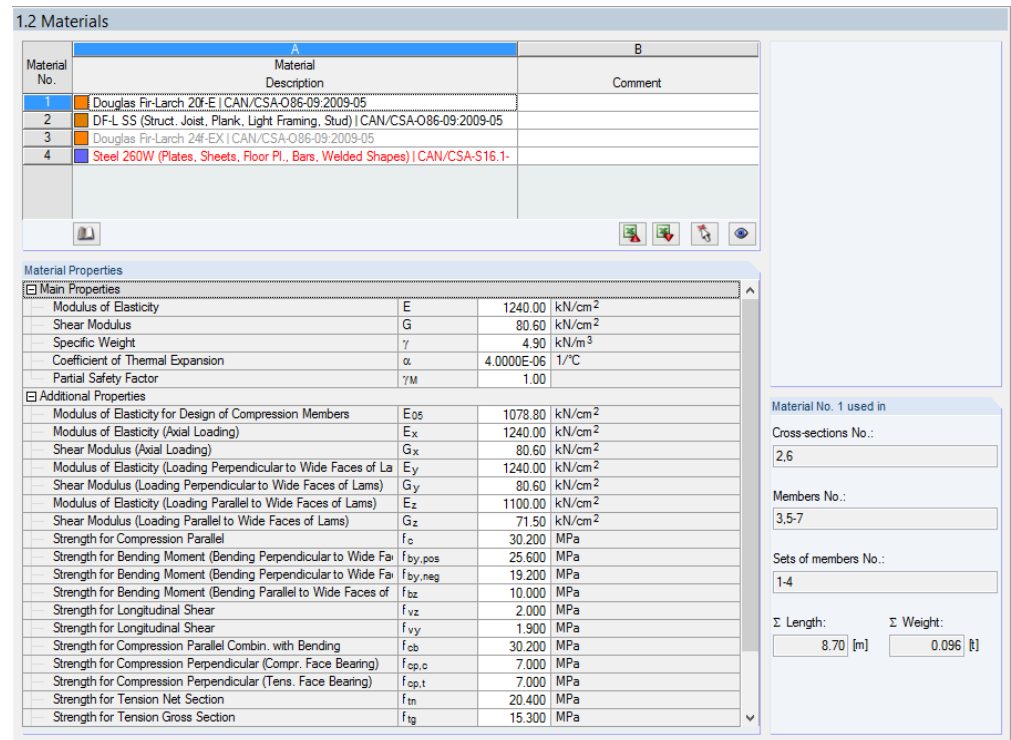 1.2 Materials
A B
Material No. Material Description Comment
1 Douglas Fir-Larch 20f-E | CAN/CSA-O86-09:2009-05
2 DF-L SS (Struct. Joist, Plank, Light Framing, Stud) | CAN/CSA-O86-09:2009-05
3 Douglas Fir-Larch 24f-EX | CAN/CSA-O86-09:2009-05
4 Steel 260W (Plates, Sheets, Floor Pl., Bars, Welded Shapes) | CAN/CSA-S16.1-
Material Properties
Main Properties
Modulus of Elasticity E 1240.00 kN/cm2
Shear Modulus G 80.60 kN/cm2
Specific Weight γ 4.90 kN/m3
Coefficient of Thermal Expansion α 4.0000E-06 1/°C
Partial Safety Factor γM 1.00
Additional Properties
Modulus of Elasticity for Design of Compression Members E05 1078.80 kN/cm2
Modulus of Elasticity (Axial Loading) Ex 1240.00 kN/cm2
Shear Modulus (Axial Loading) Gx 80.60 kN/cm2
Modulus of Elasticity (Loading Perpendicular to Wide Faces of La Ey 1240.00 kN/cm2
Shear Modulus (Loading Perpendicular to Wide Faces of Lams) Gy 80.60 kN/cm2
Modulus of Elasticity (Loading Parallel to Wide Faces of Lams) Ez 1100.00 kN/cm2
Shear Modulus (Loading Parallel to Wide Faces of Lams) Gz 71.50 kN/cm2
Strength for Compression Parallel fc 30.200 MPa
Strength for Bending Moment (Bending Perpendicular to Wide Fa fby,pos 25.600 MPa
Strength for Bending Moment (Bending Perpendicular to Wide Fa fby,neg 19.200 MPa
Strength for Bending Moment (Bending Parallel to Wide Faces of fbz 10.000 MPa
Strength for Longitudinal Shear fvz 2.000 MPa
Strength for Longitudinal Shear fvy 1.900 MPa
Strength for Compression Parallel Combin. with Bending fcb 30.200 MPa
Strength for Compression Perpendicular (Compr. Face Bearing) fcp,c 7.000 MPa
Strength for Compression Perpendicular (Tens. Face Bearing) fcp,t 7.000 MPa
Strength for Tension Net Section ftn 20.400 MPa
Strength for Tension Gross Section ftg 15.300 MPa
Material No. 1 used in
Cross-sections No.:
2,6
Members No.:
3,5-7
Sets of members No.:
1-4
Σ Length: Σ Weight:
8.70 [m] 0.096 [t]